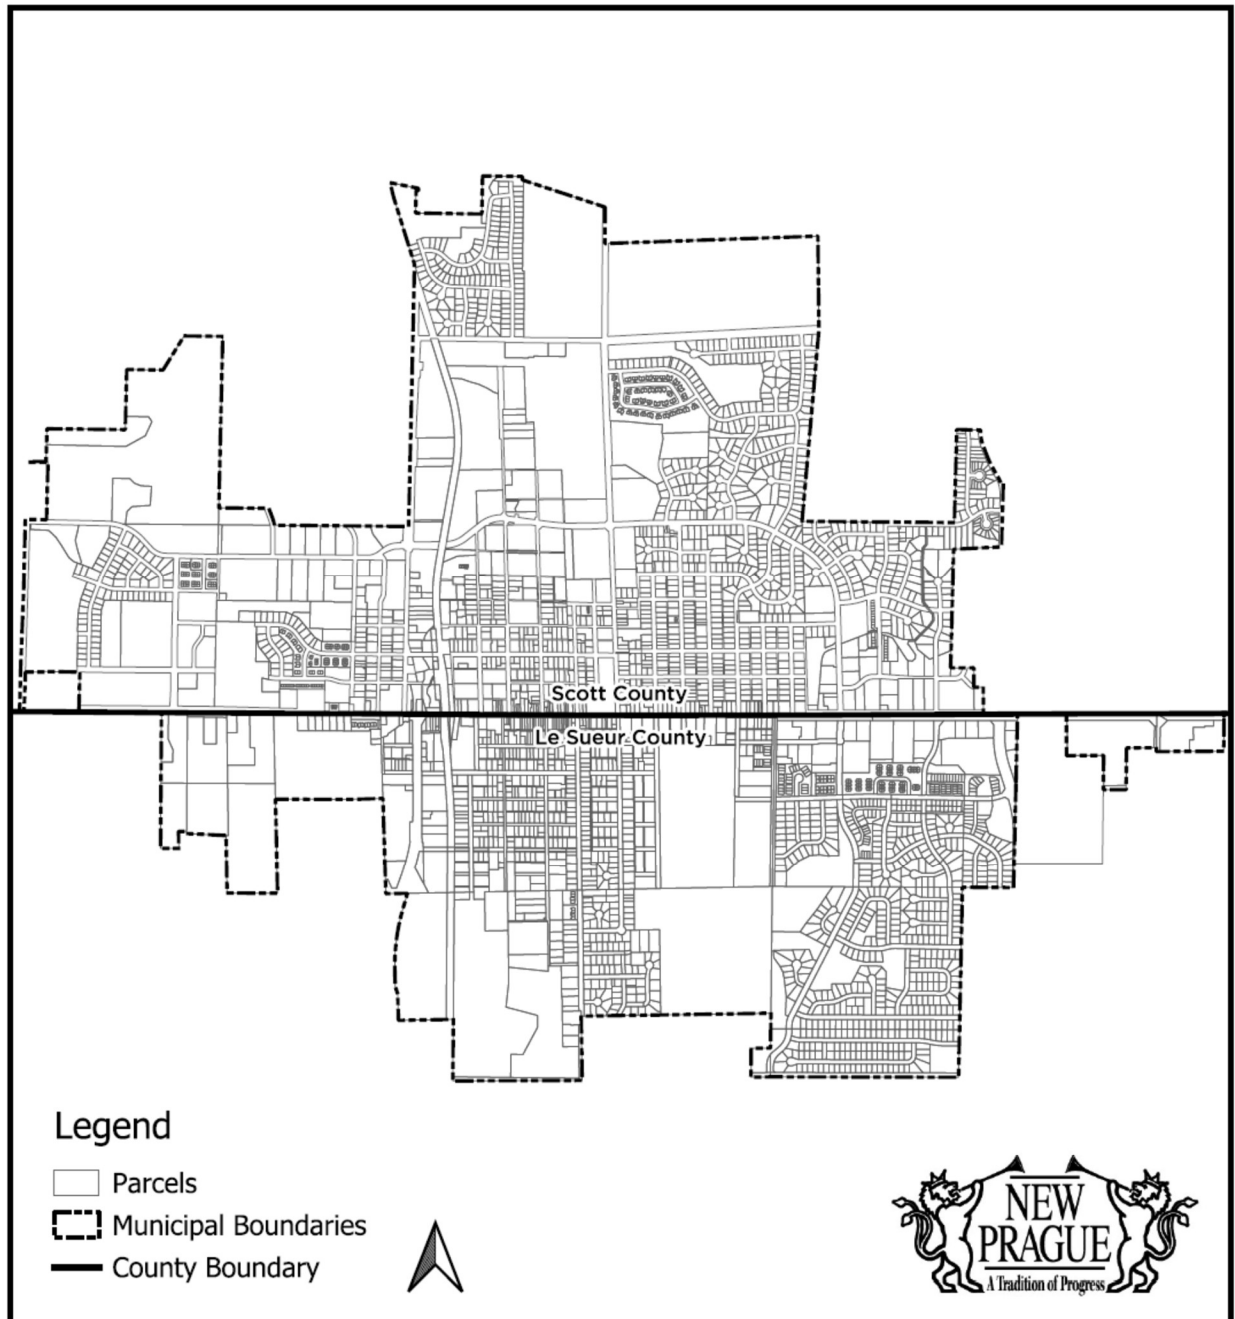 Scott County
Le Sueur County
Legend
Parcels
Municipal Boundaries
County Boundary
NEW
PRAGUE
A Tradition of Progress